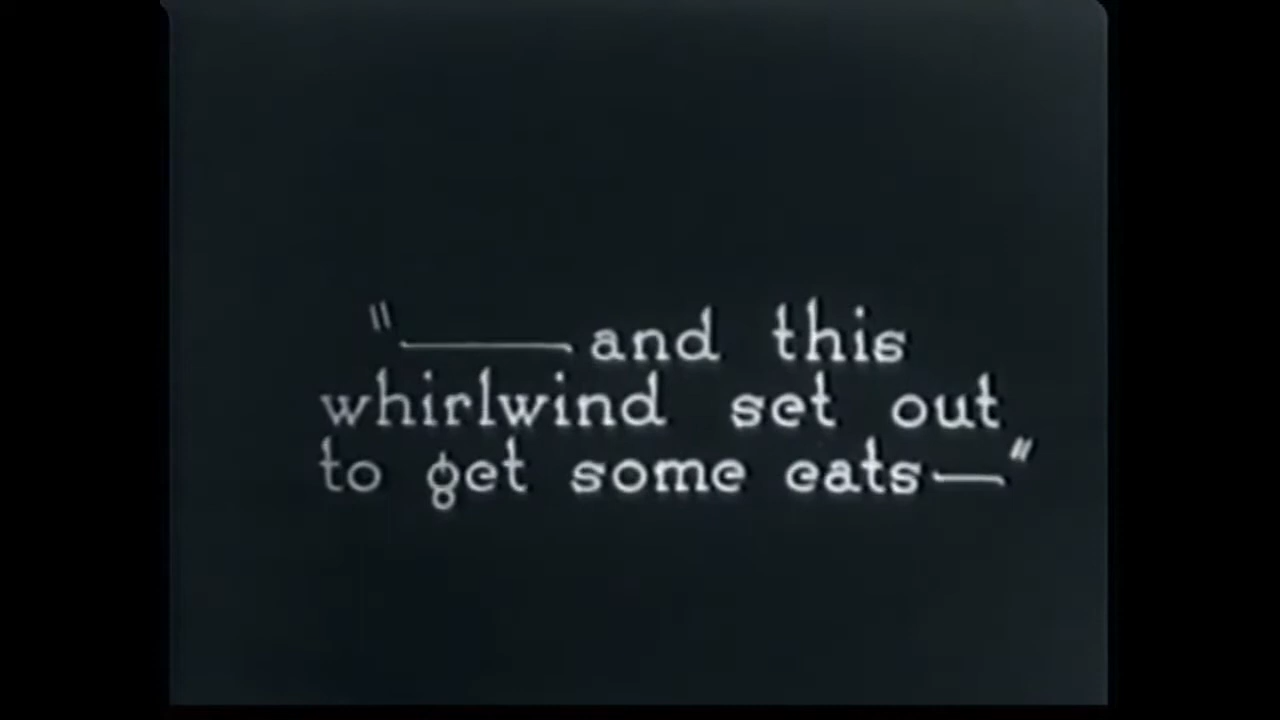 "——and this
whirlwind set out
to get some eats—"